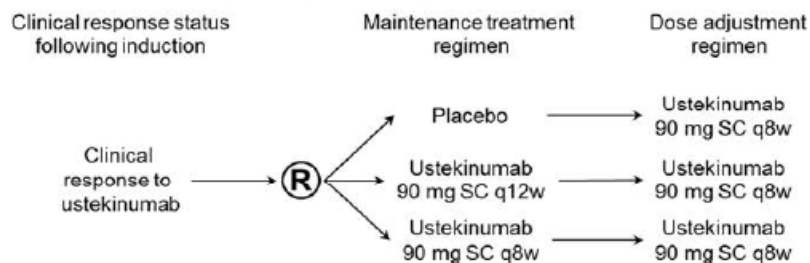 Clinical response status
following induction
Maintenance treatment
regimen
Dose adjustment
regimen
Clinical
response to
ustekinumab
R
Placebo
Ustekinumab
90 mg SC q8w
Ustekinumab
90 mg SC q12w
Ustekinumab
90 mg SC q8w
Ustekinumab
90 mg SC q8w
Ustekinumab
90 mg SC q8w